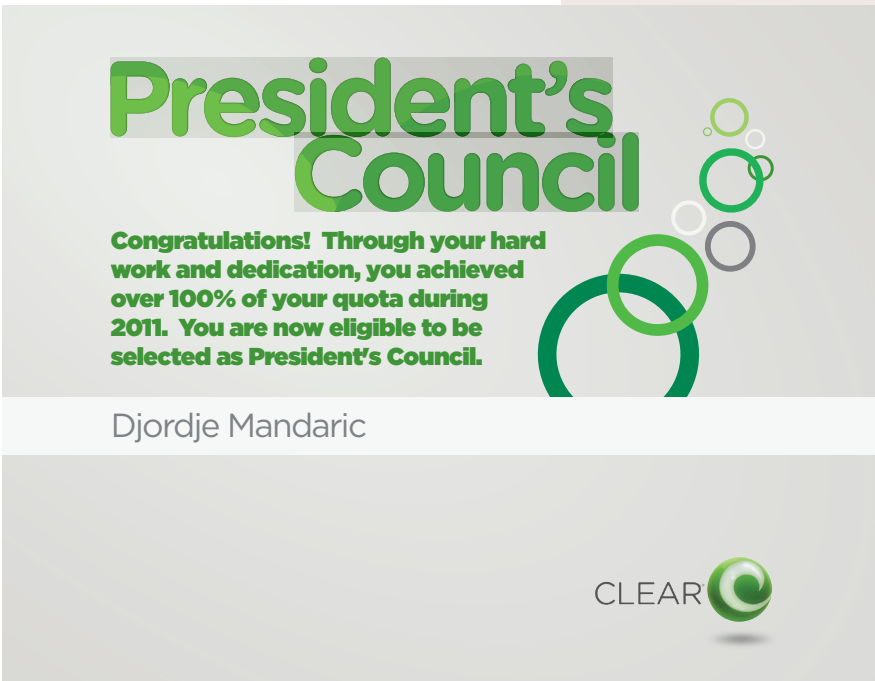 President's
Council
Congratulations!  Through your hard
work and dedication, you achieved
over 100% of your quota during
2011.  You are now eligible to be
selected as President's Council.
Djordje Mandaric
CLEAR